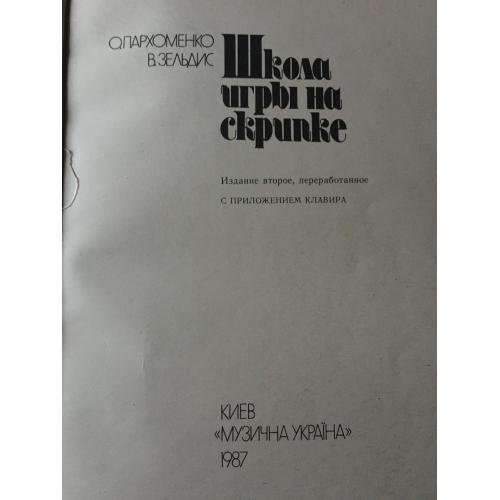 О.ПАРХОМЕНКО
В.ЗЕЛЬДИС
Школа
игры на
скрипке
Издание второе, переработанное
С ПРИЛОЖЕНИЕМ КЛАВИРА
КИЕВ
«МУЗИЧНА УКРАЇНА»
1987